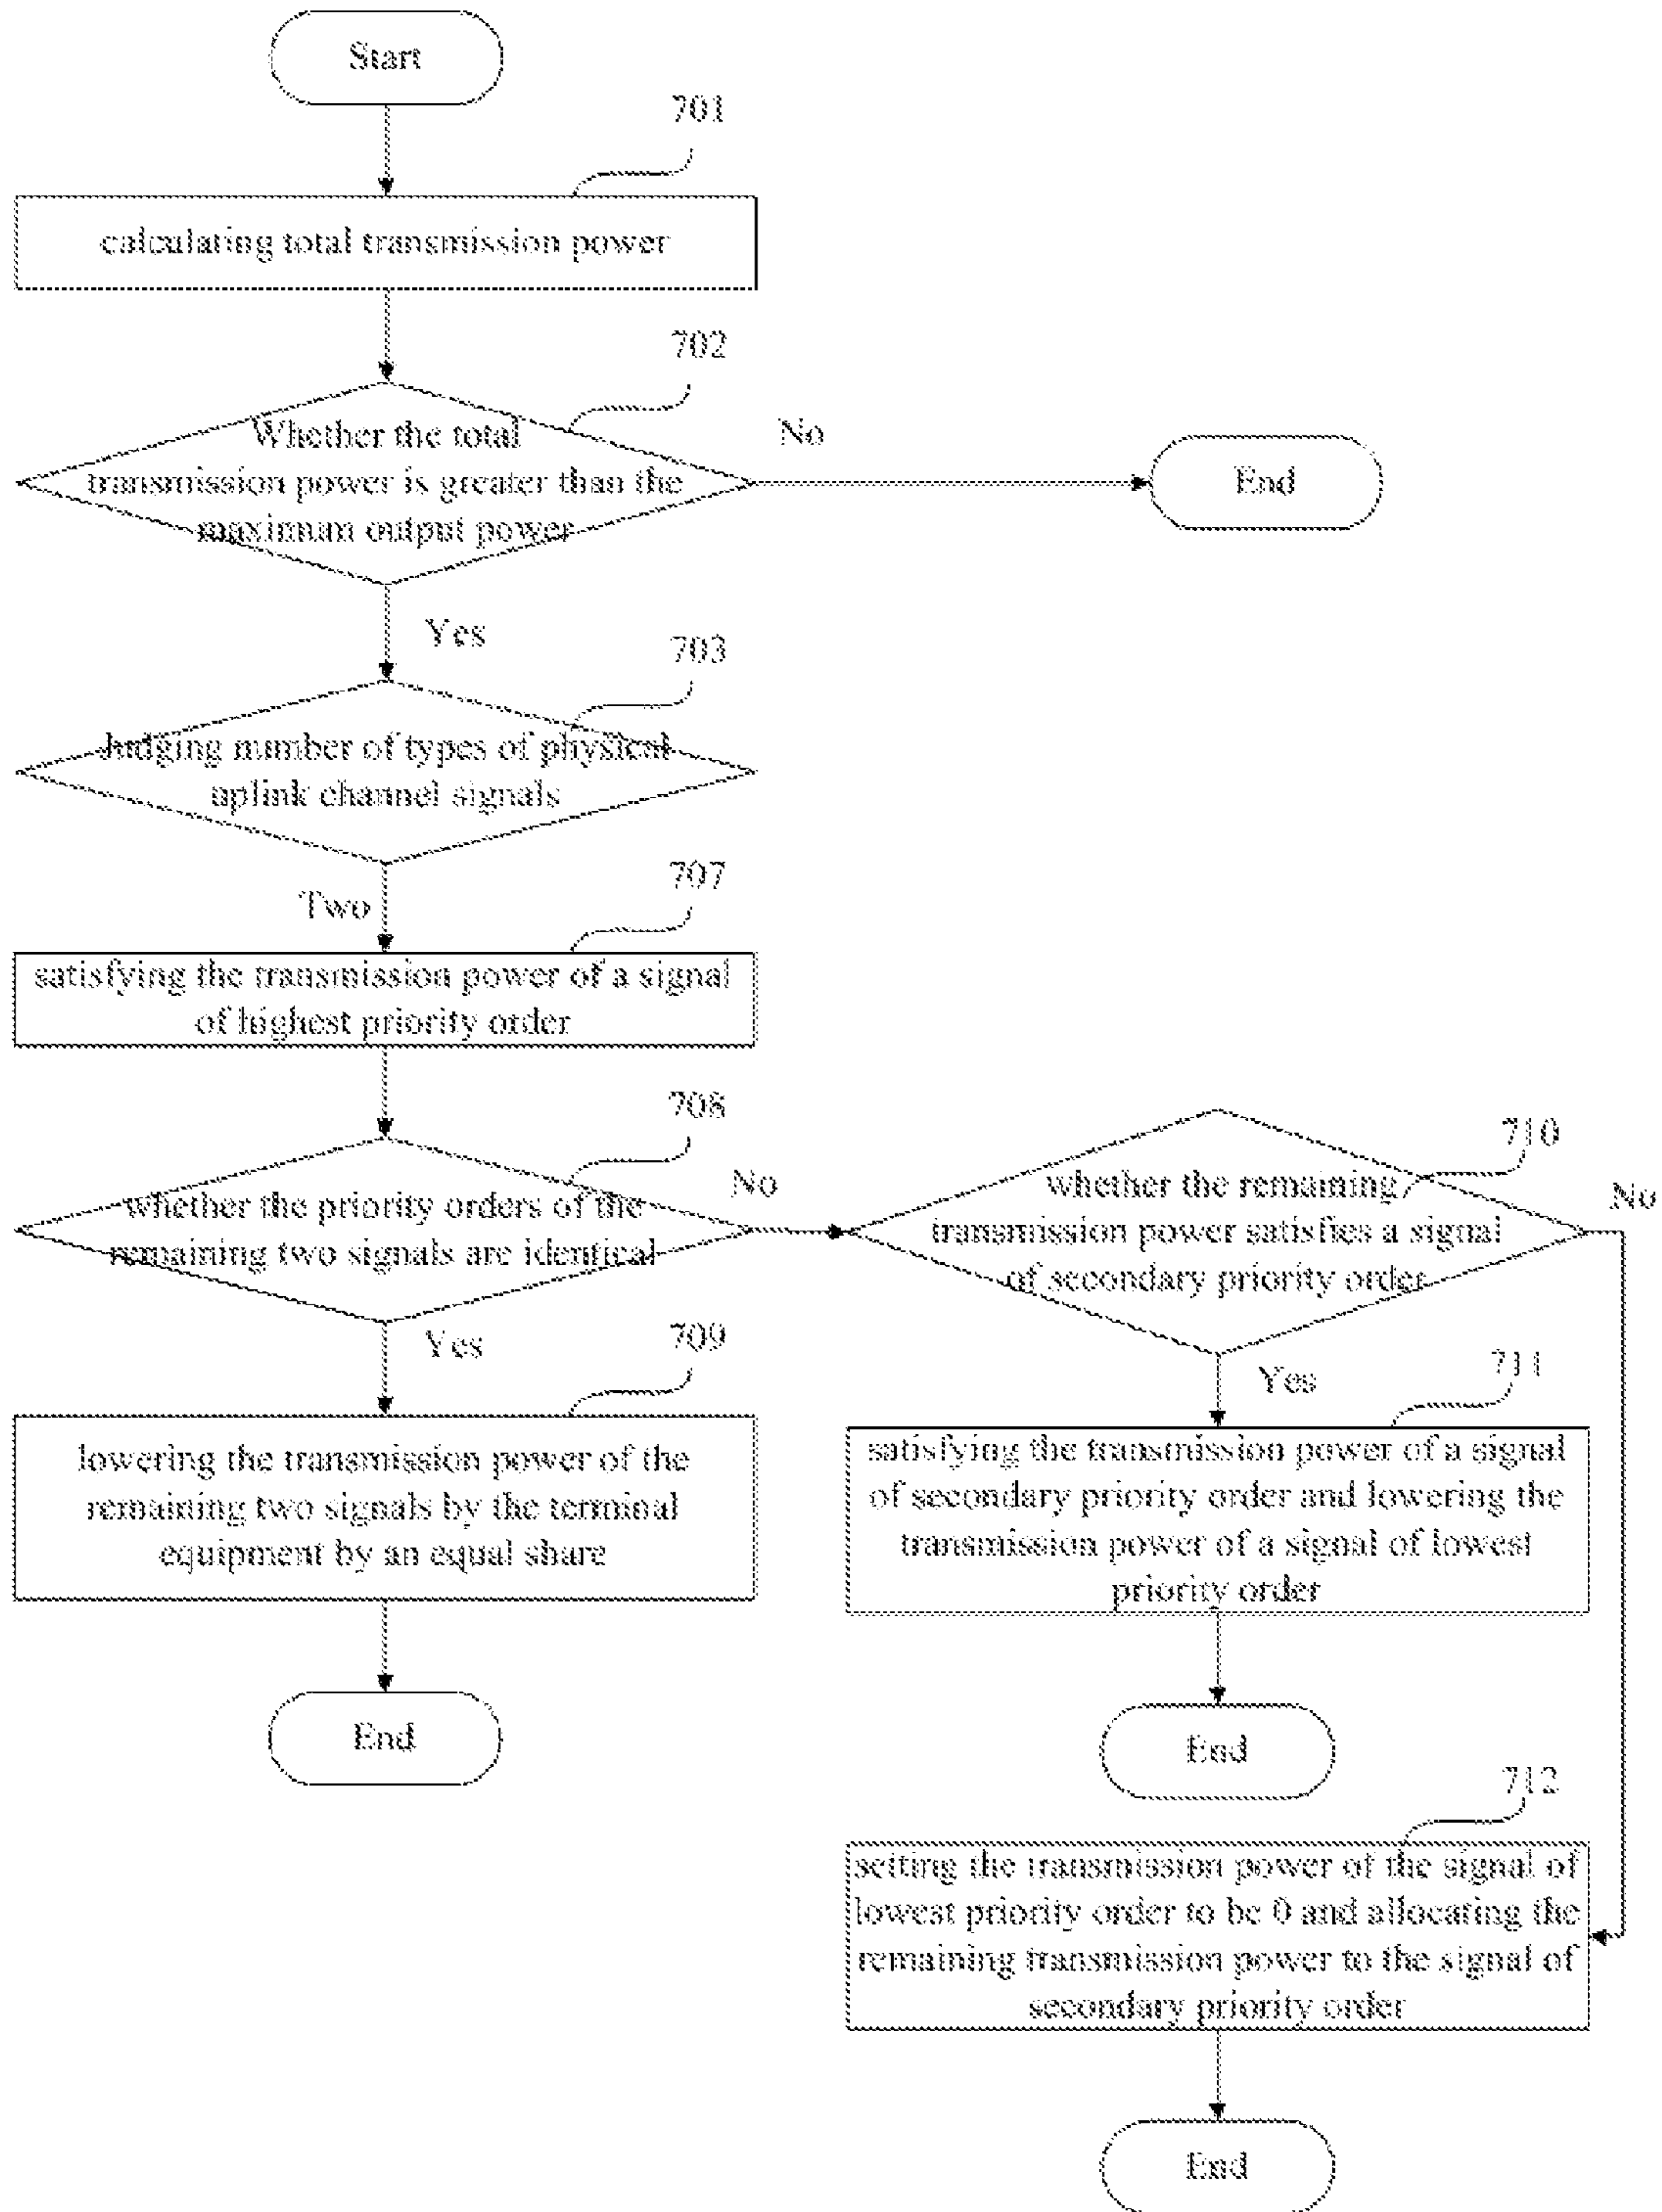 Start
701
calculating total transmission power
702
Whether the total
transmission power is greater than the
maximum output power
No
End
Yes
703
Judging number of types of physical
uplink channel signals
Two
707
satisfying the transmission power of a signal
of highest priority order
708
whether the priority orders of the
remaining two signals are identical
No
710
whether the remaining
transmission power satisfies a signal
of secondary priority order
No
Yes
709
lowering the transmission power of the
remaining two signals by the terminal
equipment by an equal share
End
Yes
711
satisfying the transmission power of a signal
of secondary priority order and lowering the
transmission power of a signal of lowest
priority order
End
712
setting the transmission power of the signal of
lowest priority order to be 0 and allocating the
remaining transmission power to the signal of
secondary priority order
End